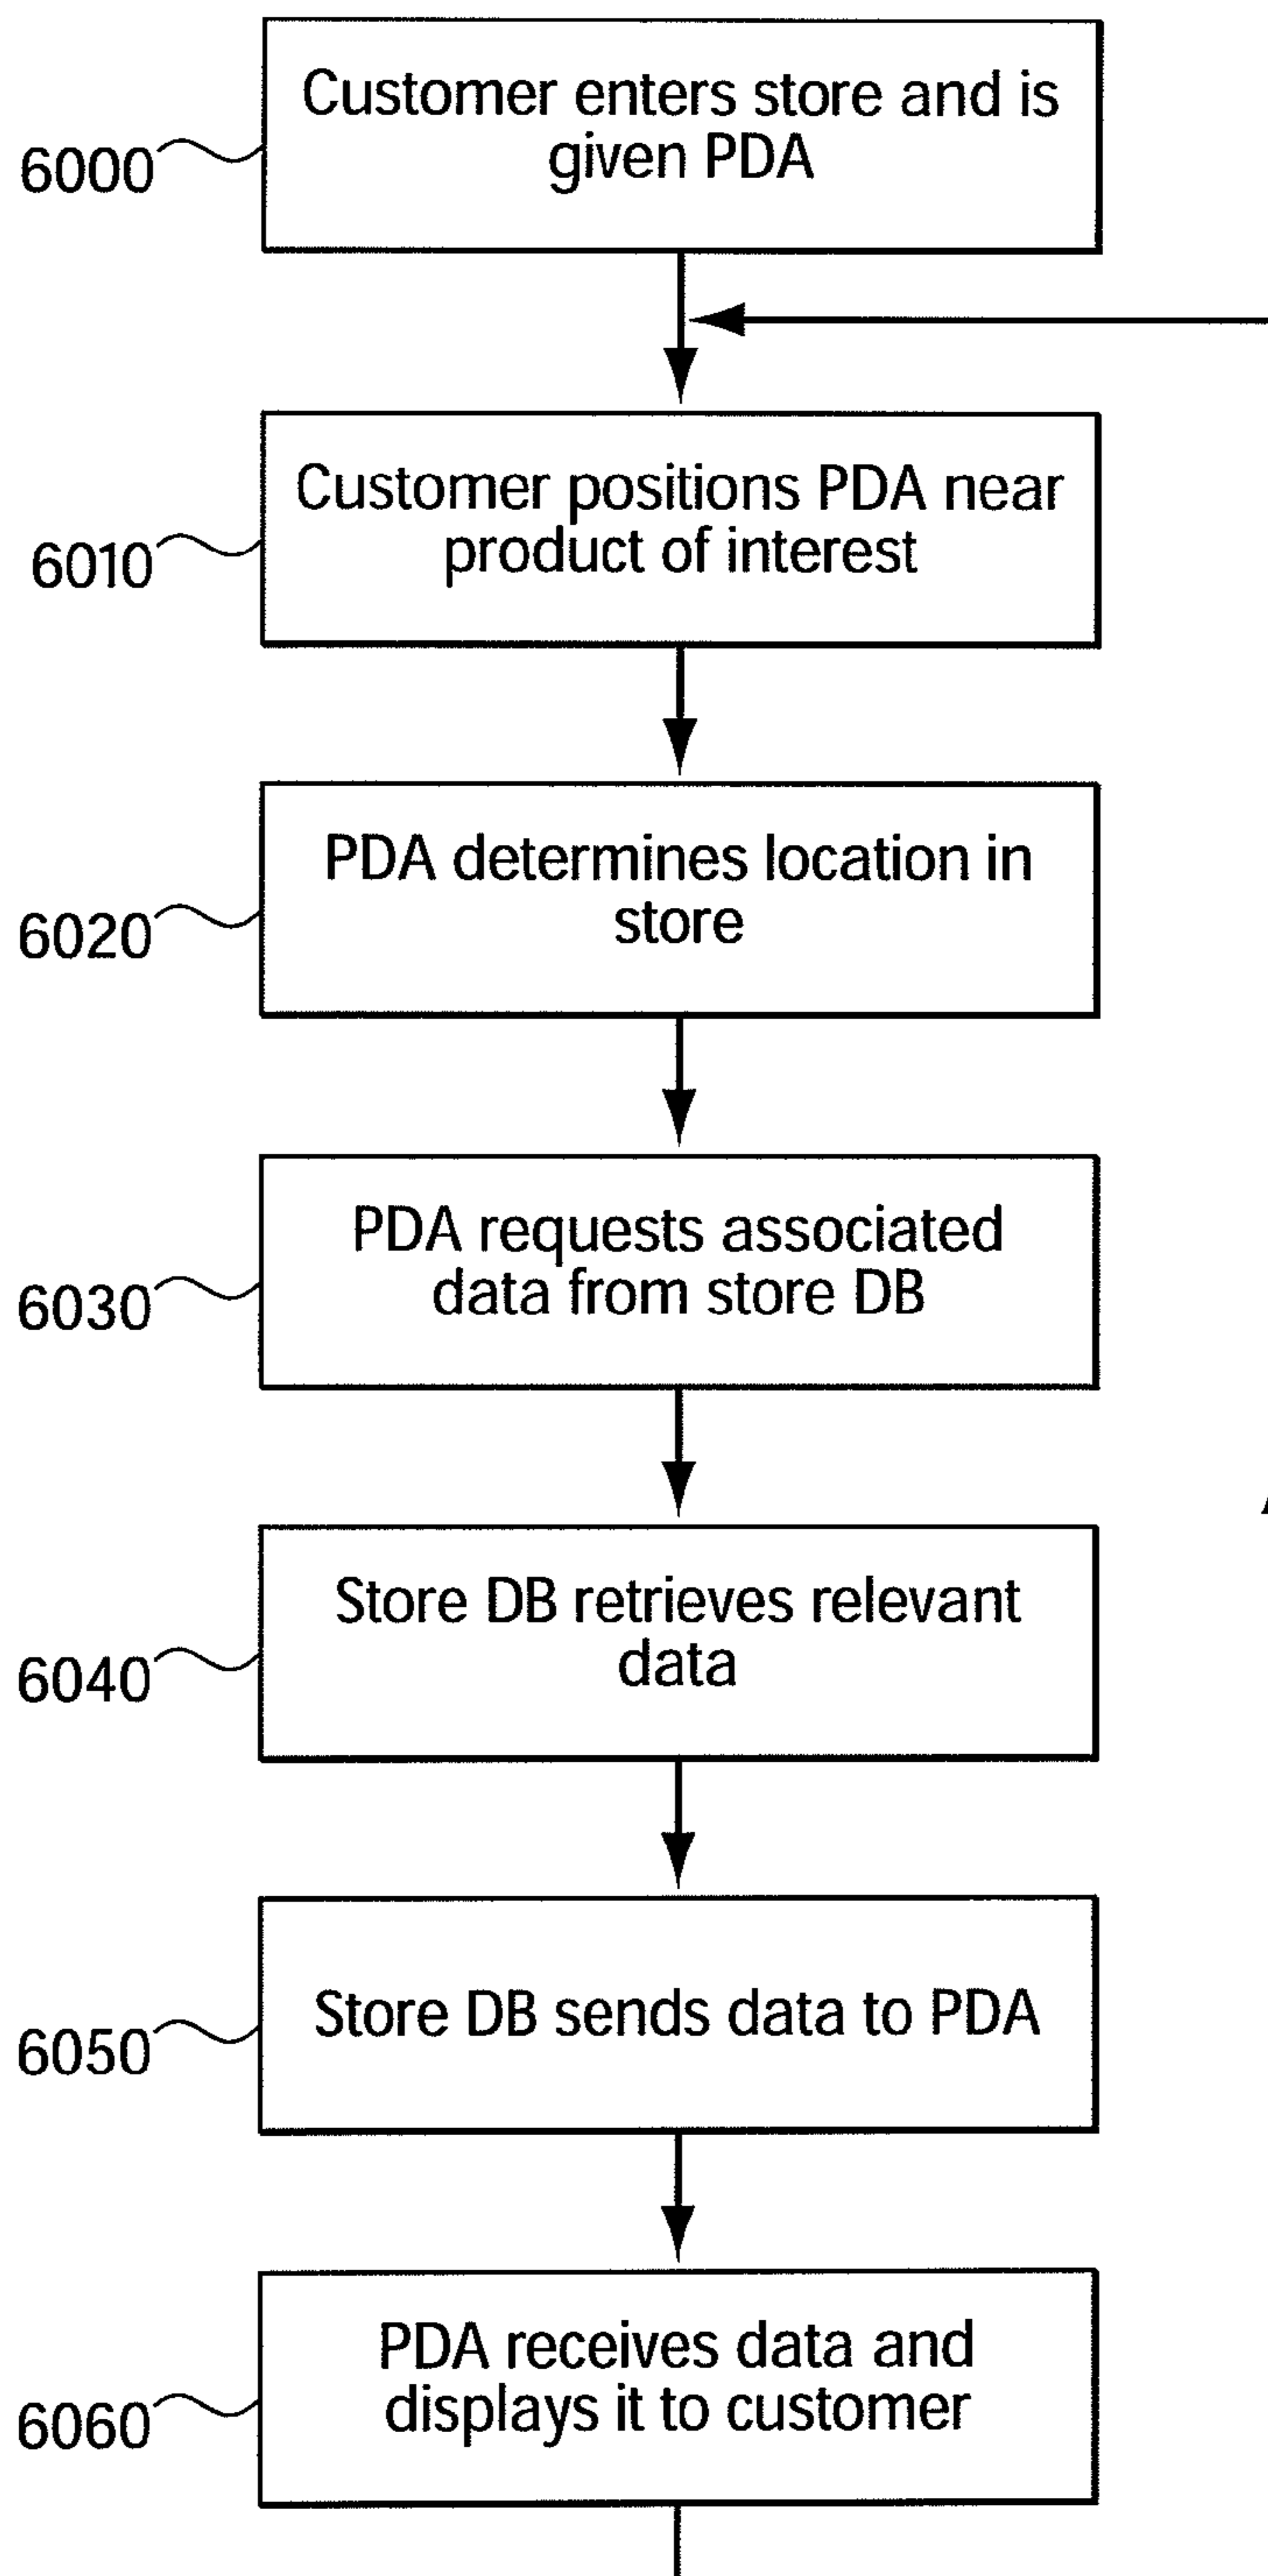 Customer enters store and is
given PDA
6000
Customer positions PDA near
product of interest
6010
PDA determines location in
store
6020
PDA requests associated
data from store DB
6030
Store DB retrieves relevant
data
6040
Store DB sends data to PDA
6050
PDA receives data and
displays it to customer
6060